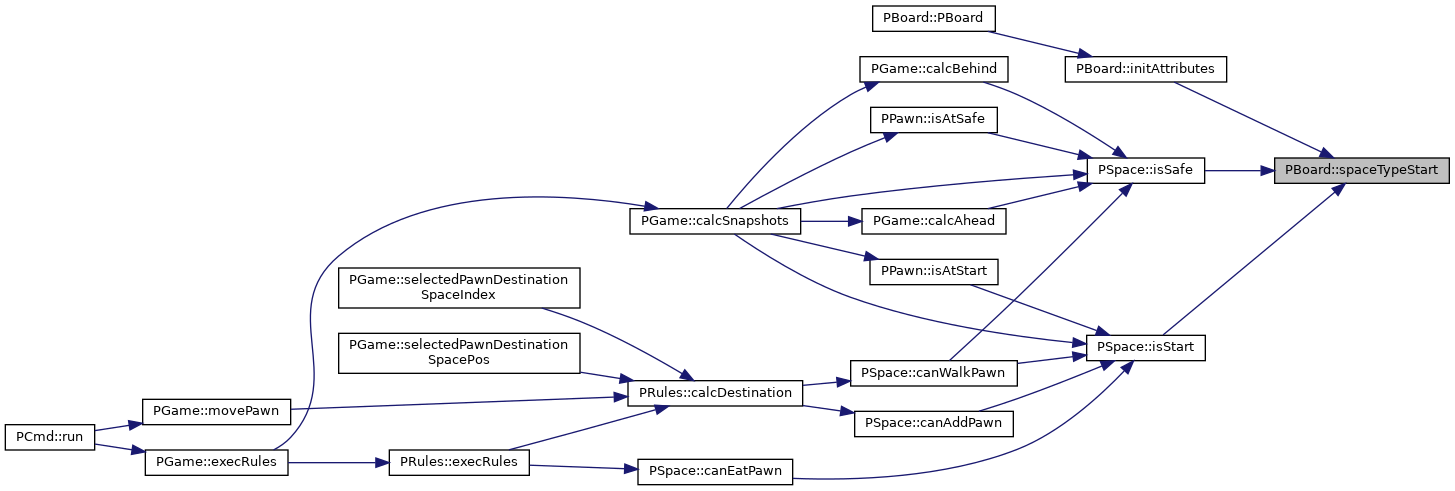 PBoard::PBoard
PGame::calcBehind
PBoard::initAttributes
PPawn::isAtSafe
PSpace::isSafe
PBoard::spaceTypeStart
PGame::calcSnapshots
PGame::calcAhead
PPawn::isAtStart
PGame::selectedPawnDestination
SpaceIndex
PGame::selectedPawnDestination
SpacePos
PSpace::isStart
PSpace::canWalkPawn
PRules::calcDestination
PGame::movePawn
PSpace::canAddPawn
PCmd::run
PGame::execRules
PRules::execRules
PSpace::canEatPawn